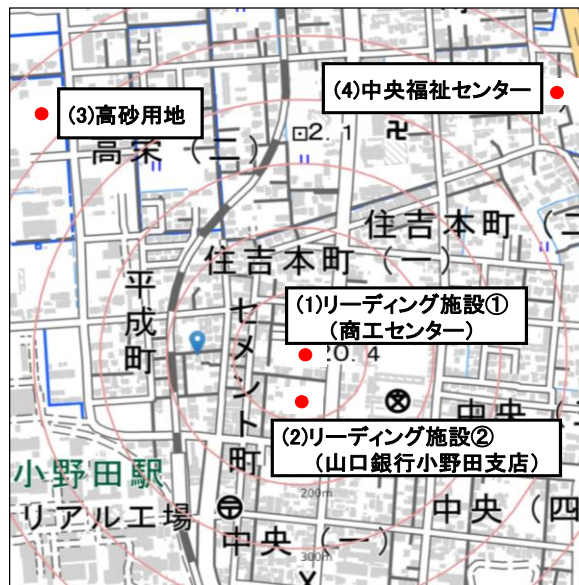 (4)中央福祉センター
(3)高砂用地
2.1
高栄(二)
住吉本町(二
住吉本町(一)
平成町
セメント町
(1)リーディング施設①
(商工センター)
20.4
(2)リーディング施設②
(山口銀行小野田支店)
中央(
小野田駅
200m
リアル工場
中央(四
中央(一)
300m